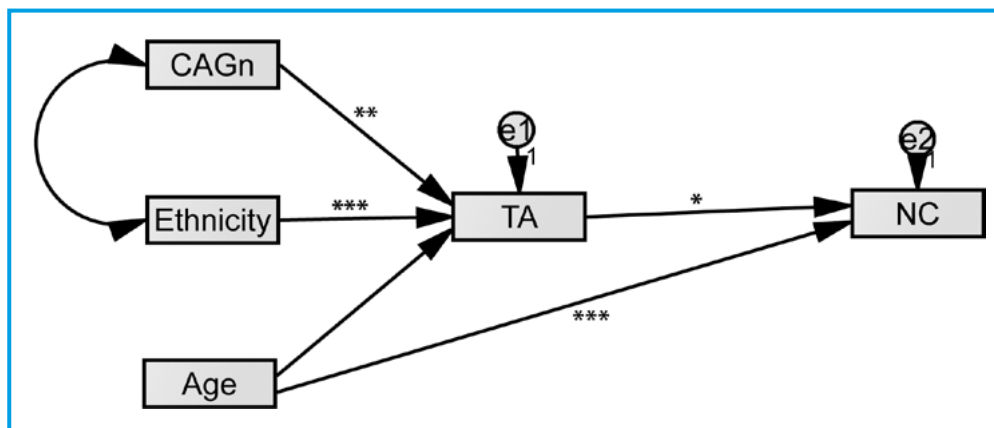 CAGn
**
e1
1
e2
1
Ethnicity
***
TA
*
NC
***
Age